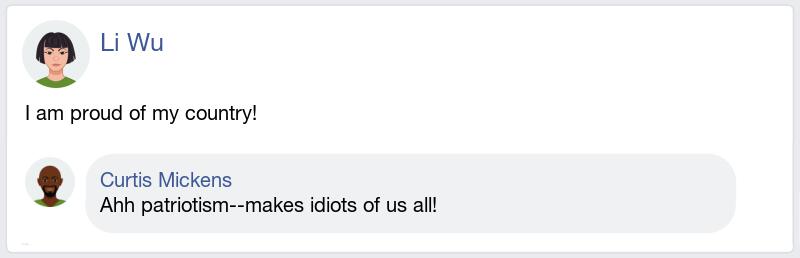 Li Wu
I am proud of my country!
Curtis Mickens
Ahh patriotism--makes idiots of us all!